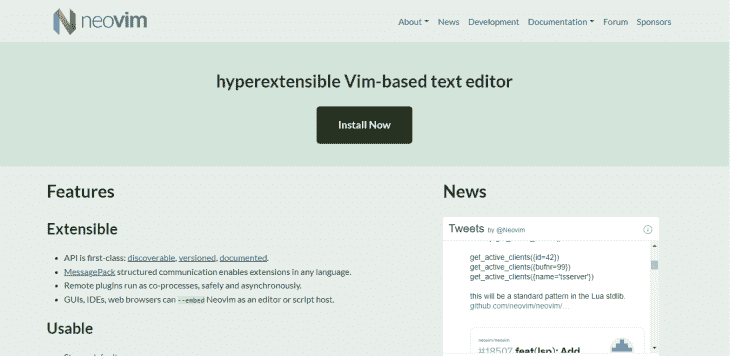 neovim
About News Development Documentation Forum Sponsors
hyperextensible Vim-based text editor
Install Now
Features
Extensible
API is first-class: discoverable, versioned, documented.
MessagePack structured communication enables extensions in any language.
Remote plugins run as co-processes, safely and asynchronously.
GUIs, IDEs, web browsers can --embed Neovim as an editor or script host.
Usable
News
Tweets by @Neovim
get_active_clients({id=42})
get_active_clients({bufnr=99})
get_active_clients({name='tsserver'})
this will be a standard pattern in the Lua stdlib.
github.com/neovim/neovim/…
#18507 feat(lsp): Add